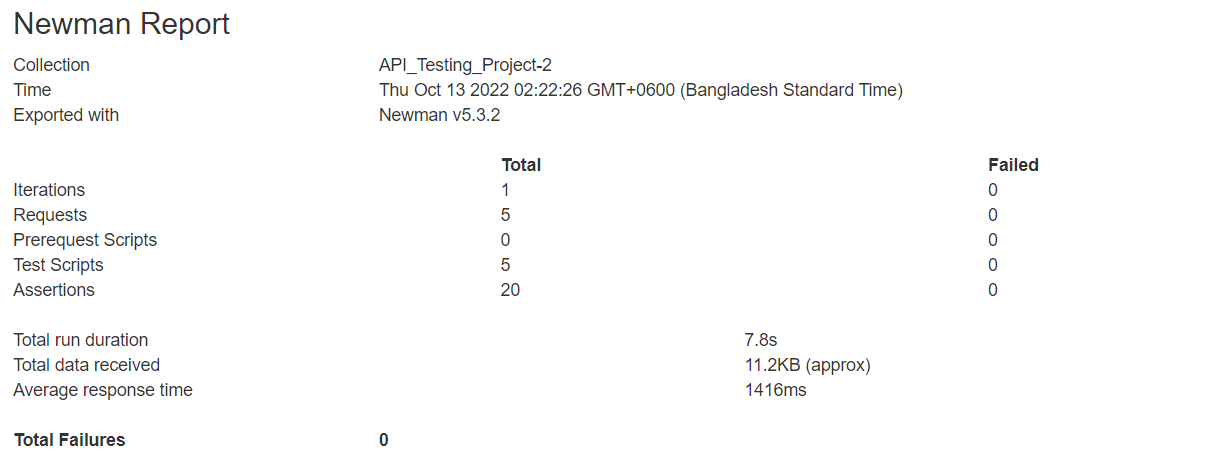 Newman Report
Collection API_Testing_Project-2
Time Thu Oct 13 2022 02:22:26 GMT+0600 (Bangladesh Standard Time)
Exported with Newman v5.3.2
Total Failed
Iterations 1 0
Requests 5 0
Prerequest Scripts 0 0
Test Scripts 5 0
Assertions 20 0
Total run duration 7.8s
Total data received 11.2KB (approx)
Average response time 1416ms
Total Failures 0